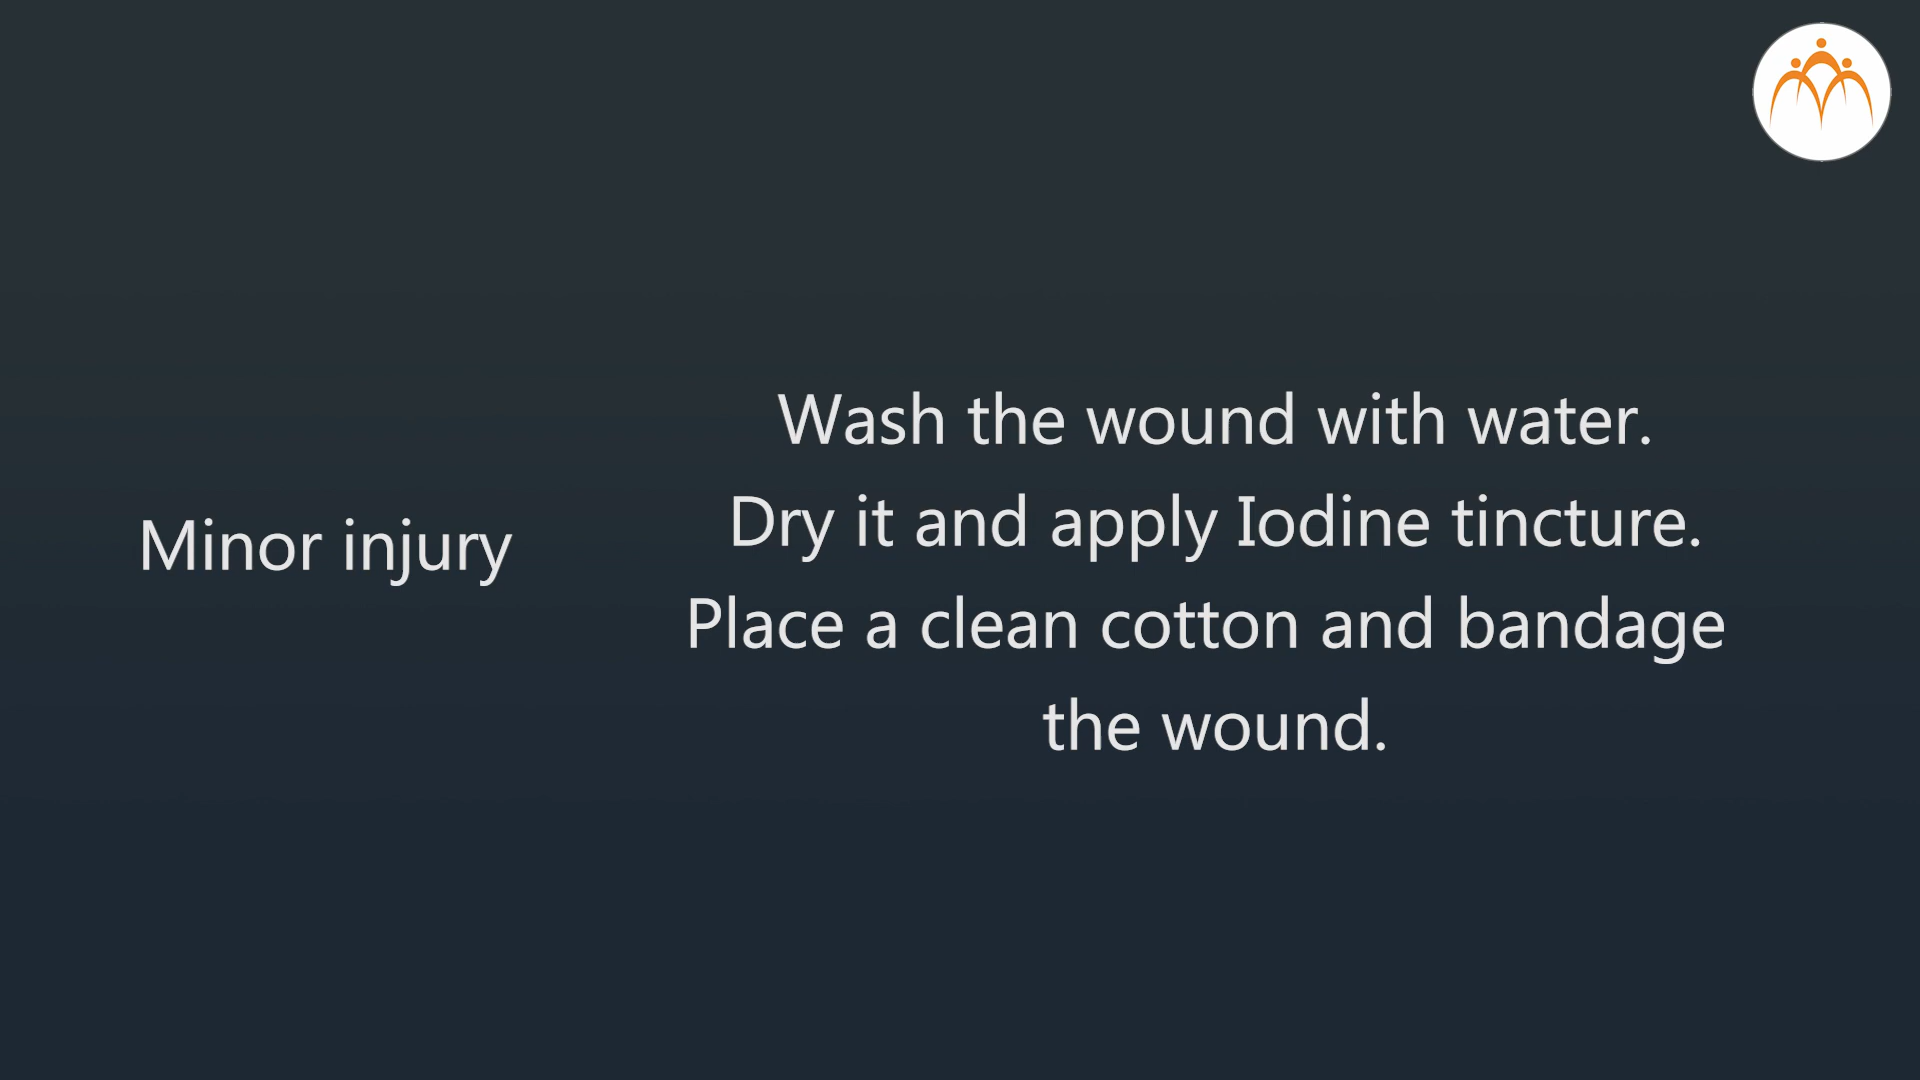 Minor injury
Wash the wound with water.
Dry it and apply Iodine tincture.
Place a clean cotton and bandage
the wound.